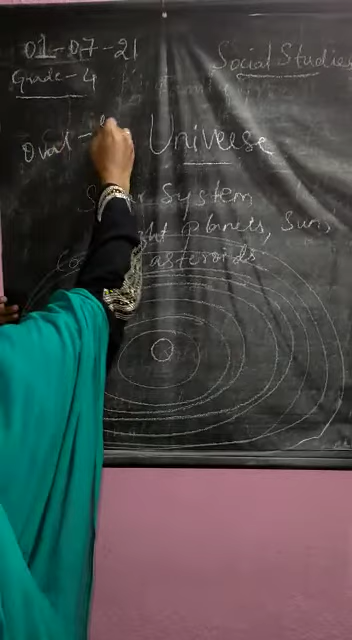 01-07-21
Social Studies
Grade-4
Universe
Oval -
System
Planets, Sun,
asteroids